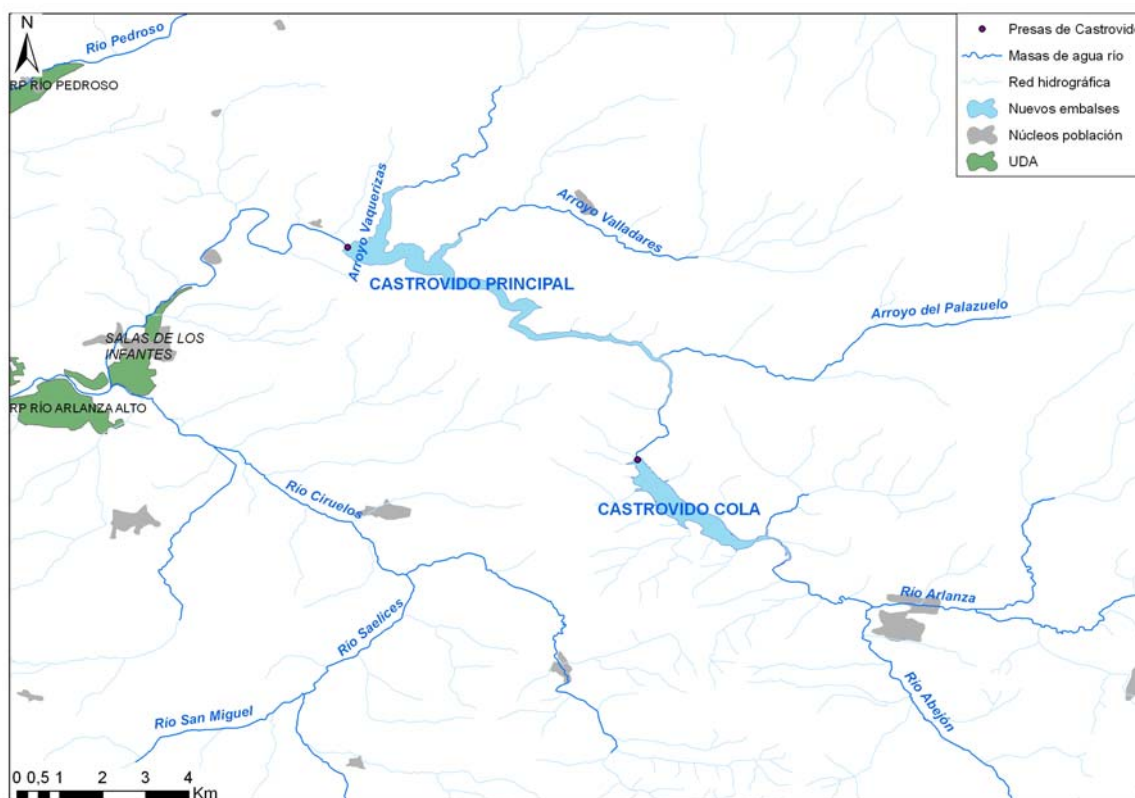 N
Río Pedroso
RP RÍO PEDROSO
Presas de Castrovido
Masas de agua río
Red hidrográfica
Nuevos embalses
Núcleos población
UDA
Arroyo Vaquerizas
Arroyo Valladares
CASTROVIDO PRINCIPAL
Arroyo del Palazuelo
SALAS DE LOS
INFANTES
RP RÍO ARLANZA ALTO
Río Ciruelos
CASTROVIDO COLA
Río Arlanza
Río Saelices
Río San Miguel
Río Abejón
0 0,5 1 2 3 4
Km